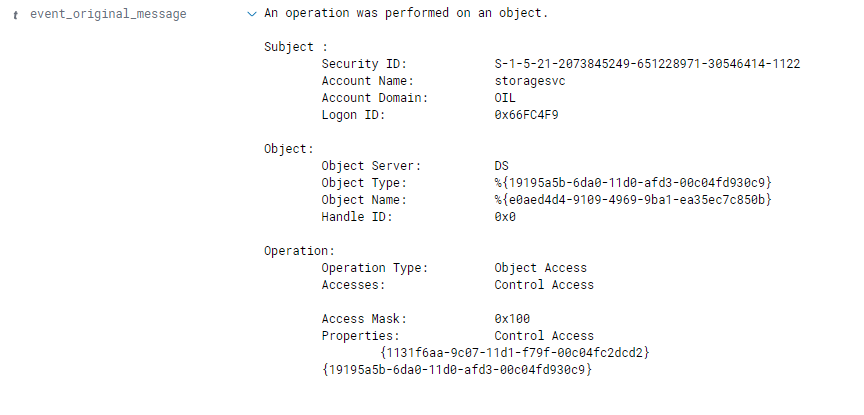 t event_original_message An operation was performed on an object.
Subject :
Security ID: S-1-5-21-2073845249-651228971-30546414-1122
Account Name: storagesvc
Account Domain: OIL
Logon ID: 0x66FC4F9
Object:
Object Server: DS
Object Type: %{19195a5b-6da0-11d0-afd3-00c04fd930c9}
Object Name: %{e0aed4d4-9109-4969-9ba1-ea35ec7c850b}
Handle ID: 0x0
Operation:
Operation Type: Object Access
Accesses: Control Access
Access Mask: 0x100
Properties: Control Access
{1131f6aa-9c07-11d1-f79f-00c04fc2dcd2}
{19195a5b-6da0-11d0-afd3-00c04fd930c9}